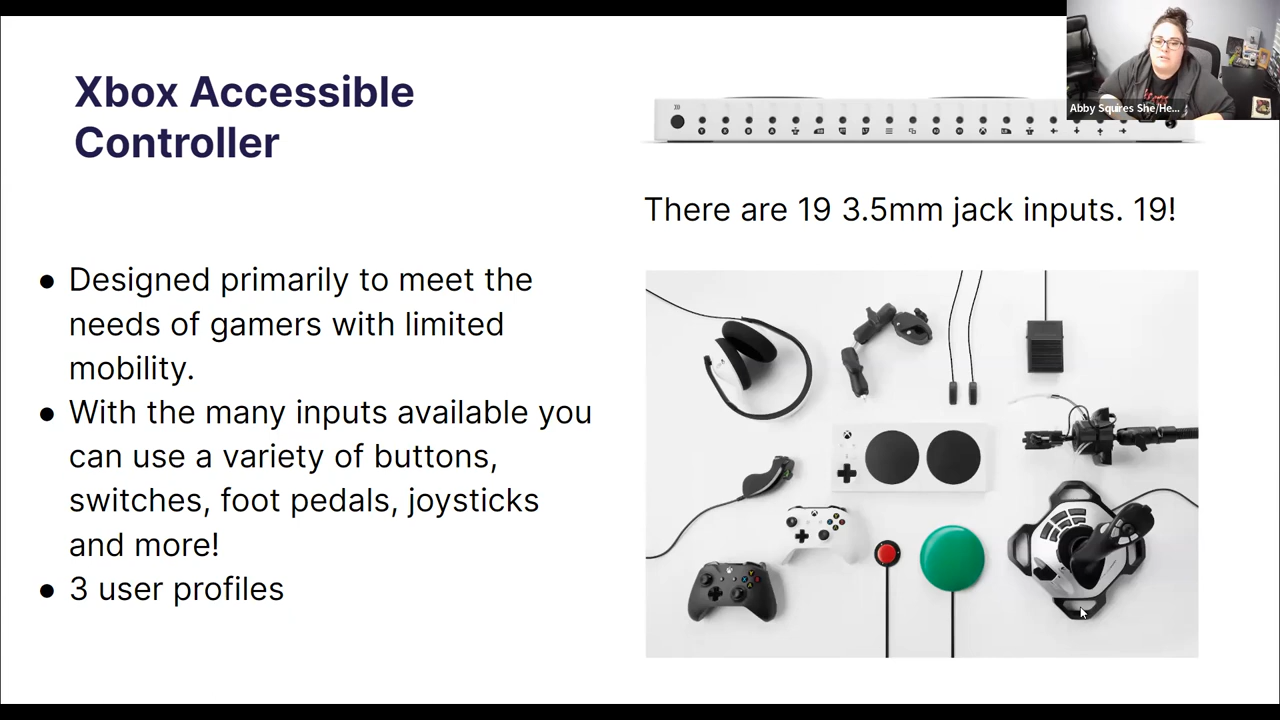 Xbox Accessible
Controller
Abby Squires She/He...
There are 19 3.5mm jack inputs. 19!
● Designed primarily to meet the
needs of gamers with limited
mobility.
● With the many inputs available you
can use a variety of buttons,
switches, foot pedals, joysticks
and more!
● 3 user profiles